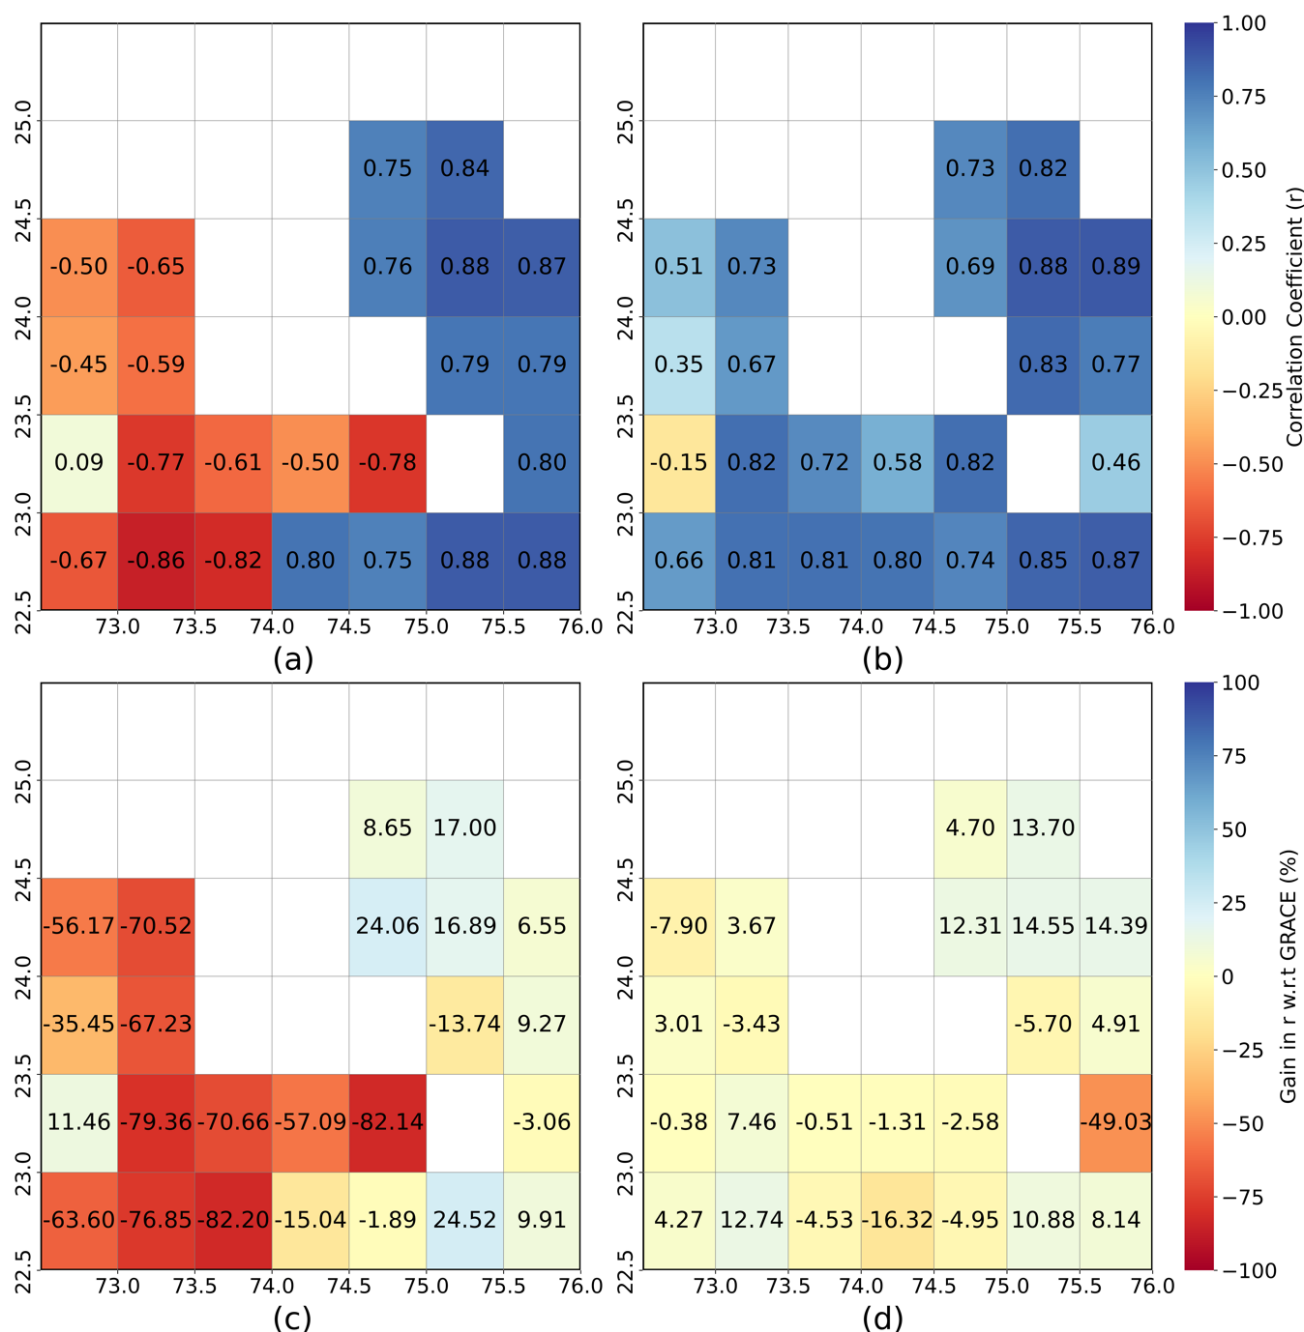 25.0
0.75 0.84
24.5
-0.50 -0.65 0.76 0.88 0.87
24.0
-0.45 -0.59 0.79 0.79
23.5
0.09 -0.77 -0.61 -0.50 -0.78 0.80
23.0
-0.67 -0.86 -0.82 0.80 0.75 0.88 0.88
22.5
73.0 73.5 74.0 74.5 75.0 75.5 76.0
(a)
25.0
0.73 0.82
24.5
0.51 0.73 0.69 0.88 0.89
24.0
0.35 0.67 0.83 0.77
23.5
-0.15 0.82 0.72 0.58 0.82 0.46
23.0
0.66 0.81 0.81 0.80 0.74 0.85 0.87
22.5
73.0 73.5 74.0 74.5 75.0 75.5 76.0
(b)
1.00
0.75
0.50
0.25
0.00
−0.25
−0.50
−0.75
−1.00
Correlation Coefficient (r)
25.0
8.65 17.00
24.5
-56.17 -70.52 24.06 16.89 6.55
24.0
-35.45 -67.23 -13.74 9.27
23.5
11.46 -79.36 -70.66 -57.09 -82.14 -3.06
23.0
-63.60 -76.85 -82.20 -15.04 -1.89 24.52 9.91
22.5
73.0 73.5 74.0 74.5 75.0 75.5 76.0
(c)
25.0
4.70 13.70
24.5
-7.90 3.67 12.31 14.55 14.39
24.0
3.01 -3.43 -5.70 4.91
23.5
-0.38 7.46 -0.51 -1.31 -2.58 -49.03
23.0
4.27 12.74 -4.53 -16.32 -4.95 10.88 8.14
22.5
73.0 73.5 74.0 74.5 75.0 75.5 76.0
(d)
100
75
50
25
0
−25
−50
−75
−100
Gain in r w.r.t GRACE (%)